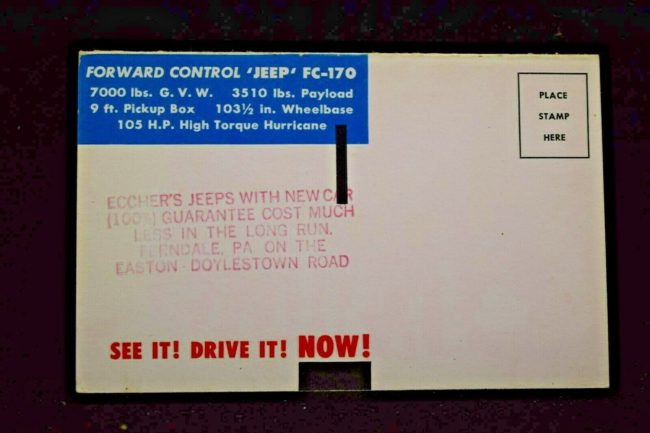 FORWARD CONTROL 'JEEP' FC-170
7000 lbs. G. V. W. 3510 lbs. Payload
9 ft. Pickup Box 103½ in. Wheelbase
105 H.P. High Torque Hurricane
PLACE
STAMP
HERE
ECCHER'S JEEPS WITH NEW CAR
(100%) GUARANTEE COST MUCH
LESS IN THE LONG RUN.
FERNDALE, PA ON THE
EASTON-DOYLESTOWN ROAD
SEE IT! DRIVE IT! NOW!